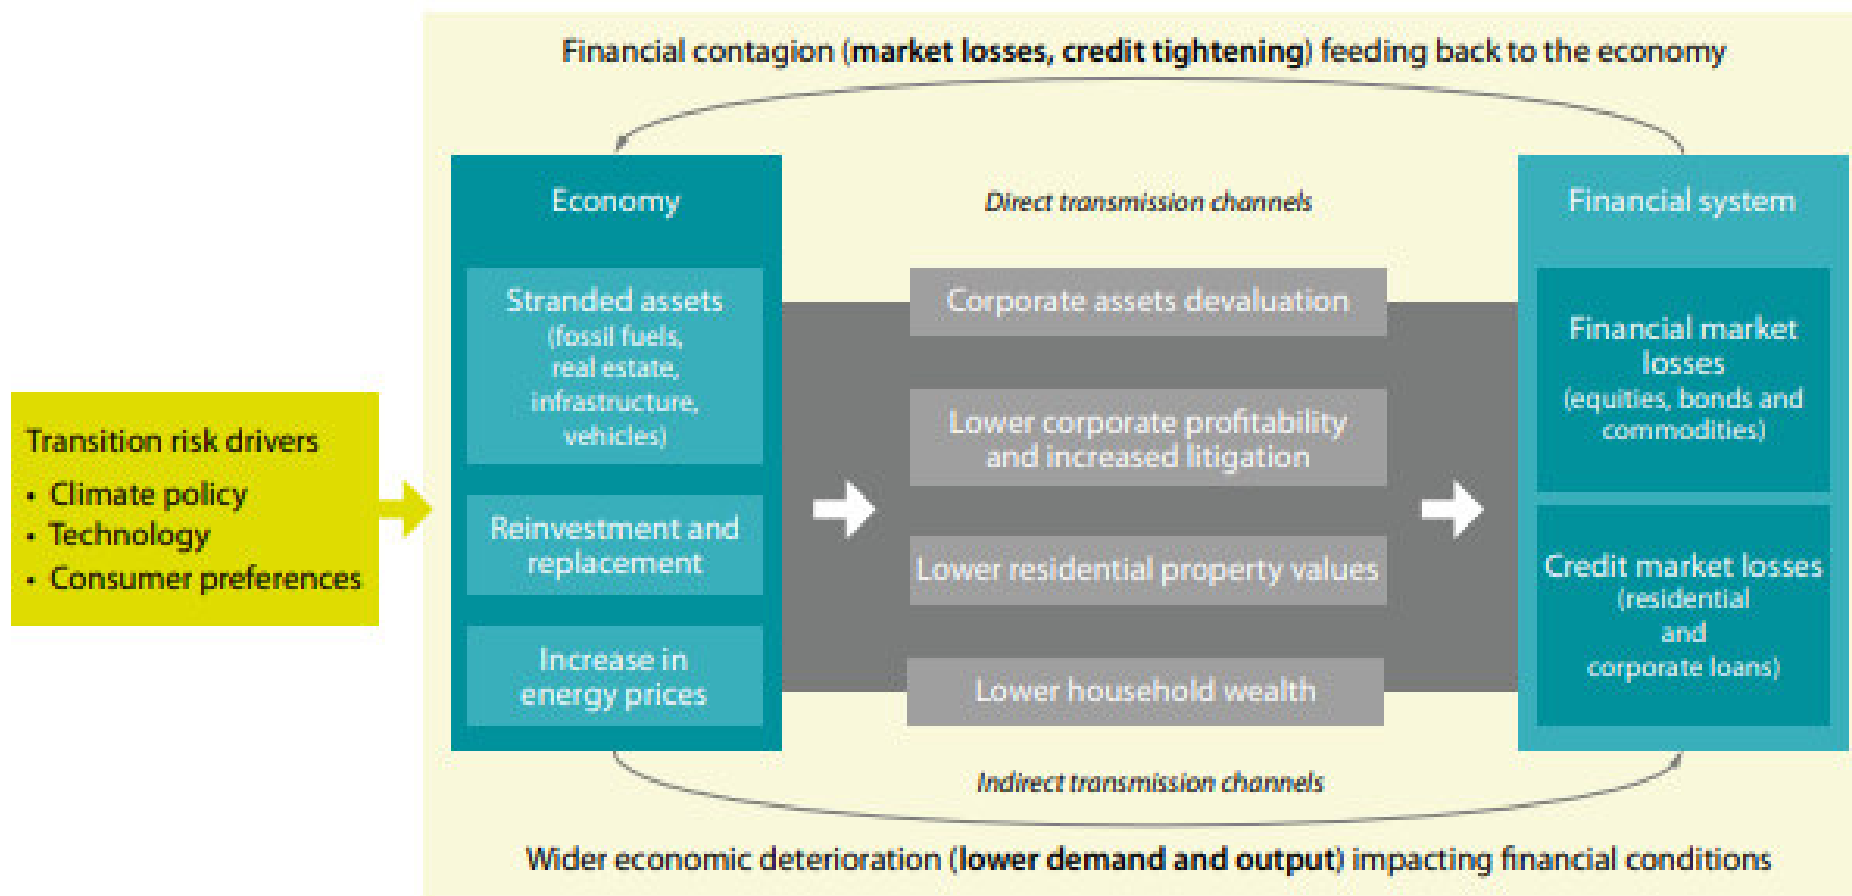 Financial contagion (market losses, credit tightening) feeding back to the economy
Transition risk drivers
• Climate policy
• Technology
• Consumer preferences
Economy
Stranded assets
(fossil fuels,
real estate,
infrastructure,
vehicles)
Reinvestment and
replacement
Increase in
energy prices
Direct transmission channels
Corporate assets devaluation
Lower corporate profitability
and increased litigation
Lower residential property values
Lower household wealth
Indirect transmission channels
Financial system
Financial market
losses
(equities, bonds and
commodities)
Credit market losses
(residential
and
corporate loans)
Wider economic deterioration (lower demand and output) impacting financial conditions